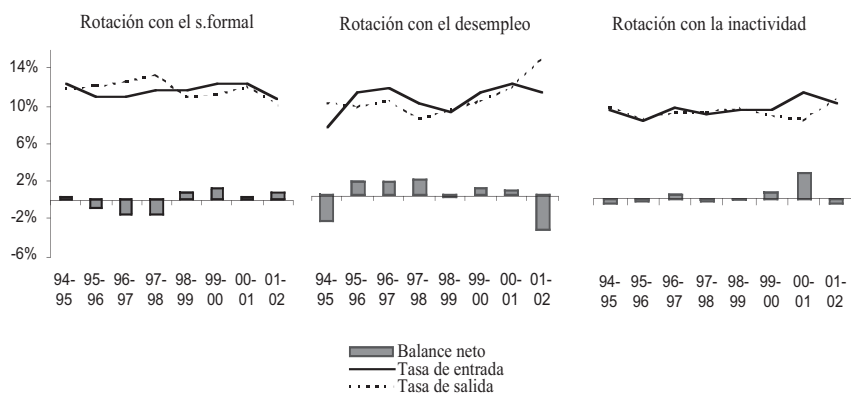 Rotación con el s.formal
Rotación con el desempleo
Rotación con la inactividad
14%
10%
6%
2%
-2%
-6%
94- 95- 96- 97- 98- 99- 00- 01-
95 96 97 98 99 00 01 02
94- 95- 96- 97- 98- 99- 00- 01-
95 96 97 98 99 00 01 02
94- 95- 96- 97- 98- 99- 00- 01-
95 96 97 98 99 00 01 02
Balance neto
Tasa de entrada
Tasa de salida